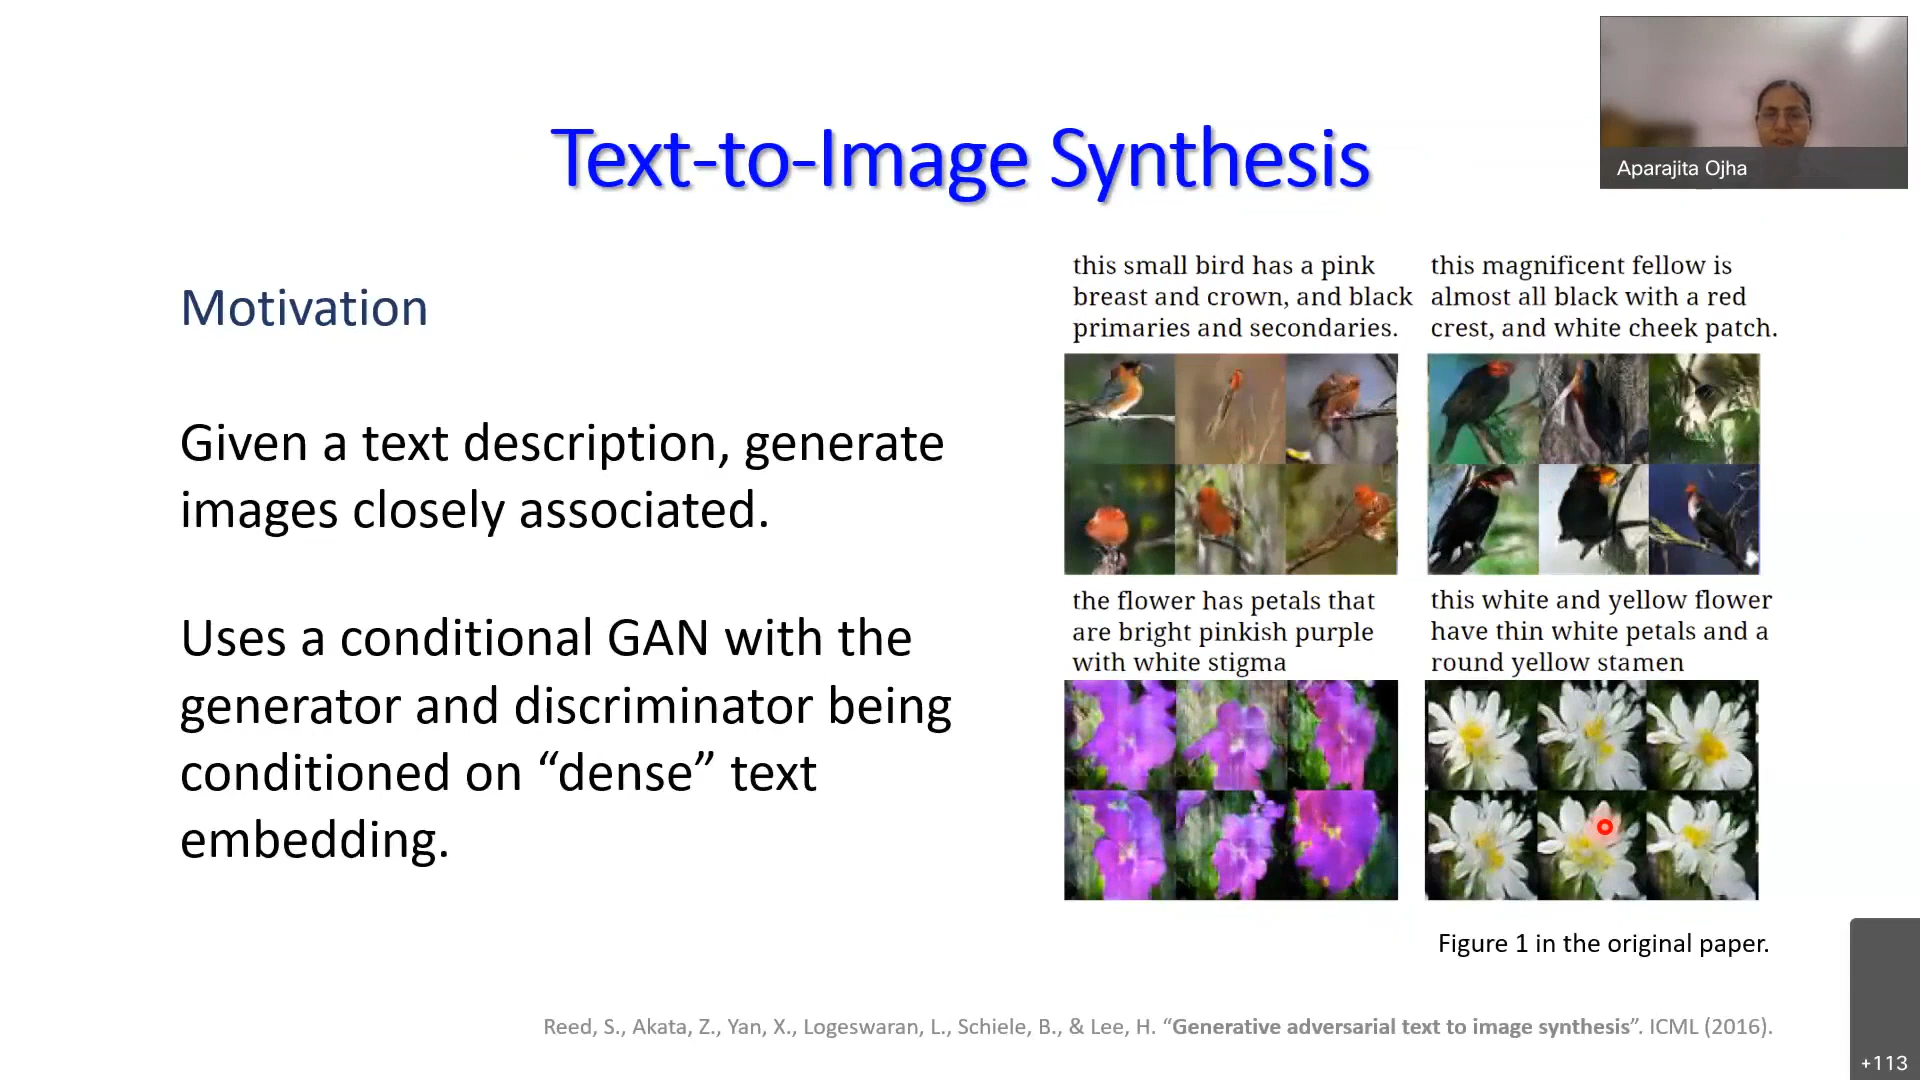 Text-to-Image Synthesis
Aparajita Ojha
Motivation
Given a text description, generate
images closely associated.
Uses a conditional GAN with the
generator and discriminator being
conditioned on “dense” text
embedding.
this small bird has a pink
breast and crown, and black
primaries and secondaries.
this magnificent fellow is
almost all black with a red
crest, and white cheek patch.
the flower has petals that
are bright pinkish purple
with white stigma
this white and yellow flower
have thin white petals and a
round yellow stamen
Figure 1 in the original paper.
Reed, S., Akata, Z., Yan, X., Logeswaran, L., Schiele, B., & Lee, H. “Generative adversarial text to image synthesis”. ICML (2016).
+113